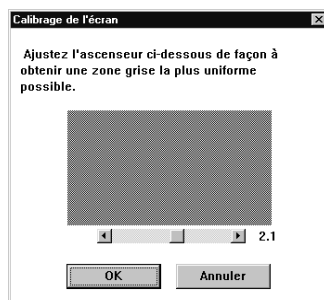 Calibrage de l'écran
Ajustez l'ascenseur ci-dessous de façon à
obtenir une zone grise la plus uniforme
possible.
2.1
OK Annuler